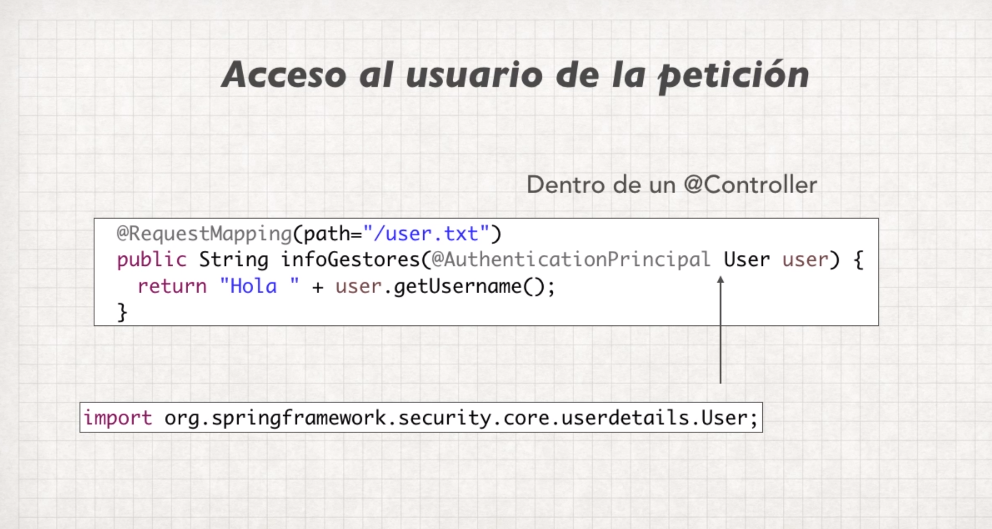 Acceso al usuario de la petición
Dentro de un @Controller
@RequestMapping(path="/user.txt")
public String infoGestores(@AuthenticationPrincipal User user) {
  return "Hola " + user.getUsername();
}
import org.springframework.security.core.userdetails.User;